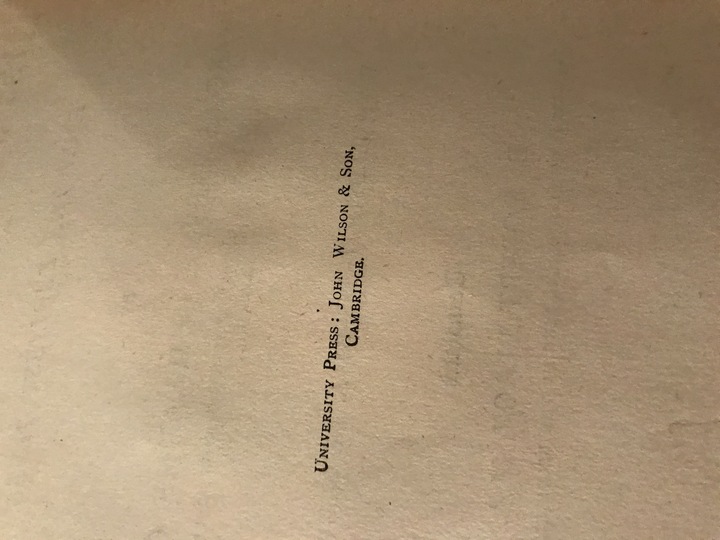 University Press: John Wilson & Son,
Cambridge.